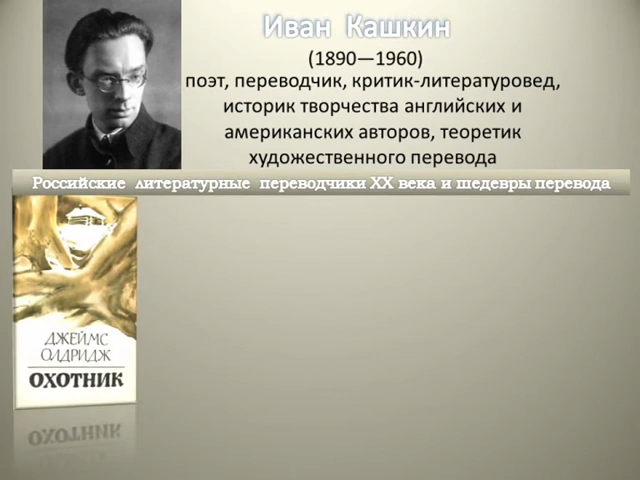 Иван Кашкин
(1890—1960)
поэт, переводчик, критик-литературовед,
историк творчества английских и
американских авторов, теоретик
художественного перевода
Российские литературные переводчики XX века и шедевры перевода
ДЖЕЙМС
ОЛДРИДЖ
ОХОТНИК